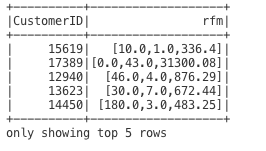 +----------+--------------------+
|CustomerID|                 rfm|
+----------+--------------------+
|     15619|    [10.0,1.0,336.4]|
|     17389|[0.0,43.0,31300.08]|
|     12940|   [46.0,4.0,876.29]|
|     13623|   [30.0,7.0,672.44]|
|     14450|  [180.0,3.0,483.25]|
+----------+--------------------+
only showing top 5 rows